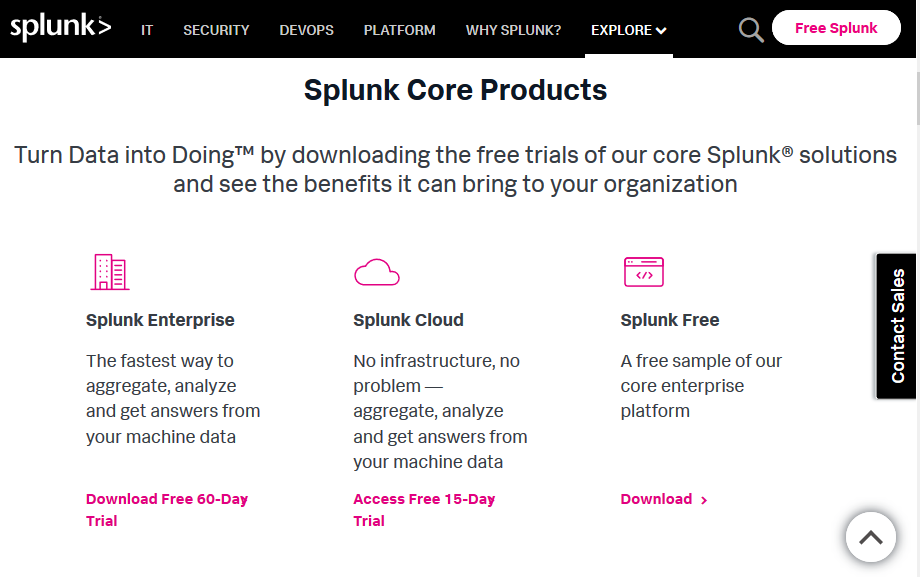 splunk>
IT
SECURITY
DEVOPS
PLATFORM
WHY SPLUNK?
EXPLORE
Free Splunk
Splunk Core Products
Turn Data into Doing™ by downloading the free trials of our core Splunk® solutions
and see the benefits it can bring to your organization
</>
Splunk Enterprise
The fastest way to
aggregate, analyze
and get answers from
your machine data
Download Free 60-Day
Trial
Splunk Cloud
No infrastructure, no
problem —
aggregate, analyze
and get answers from
your machine data
Access Free 15-Day
Trial
Splunk Free
A free sample of our
core enterprise
platform
Download >
Contact Sales